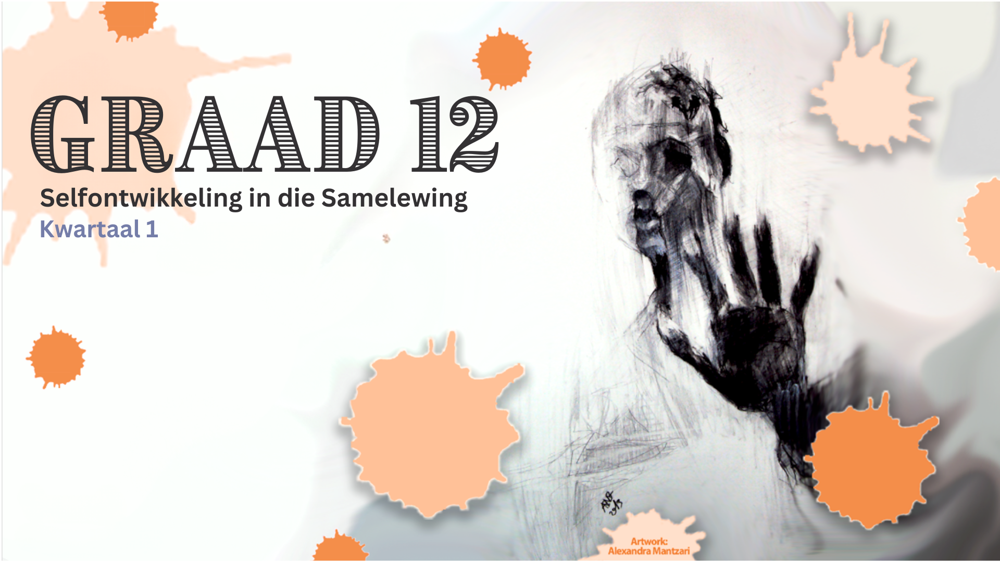 GRAAD 12
Selfontwikkeling in die Samelewing
Kwartaal 1
Artwork:
Alexandra Mantzari